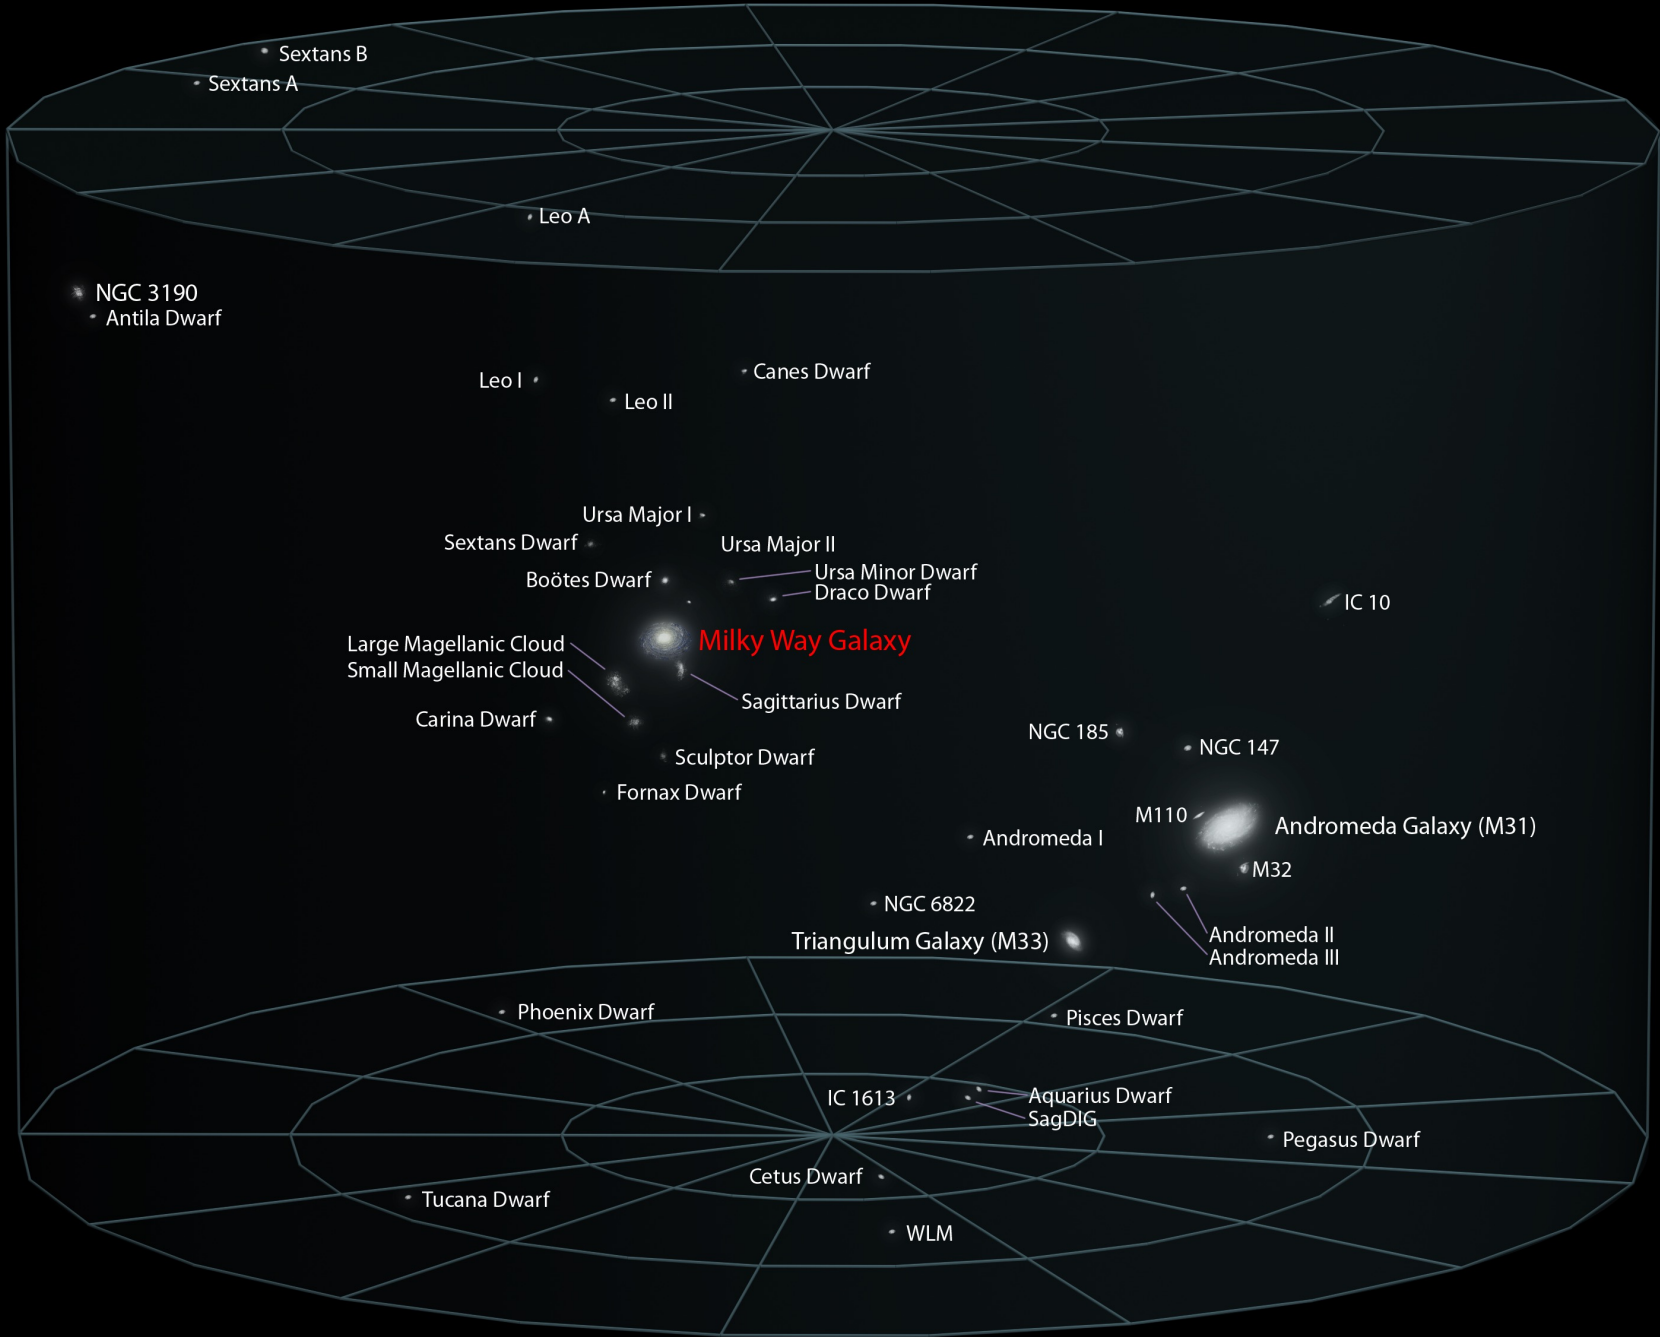 Sextans B
Sextans A
Leo A
NGC 3190
Antila Dwarf
Canes Dwarf
Leo I
Leo II
Ursa Major I
Sextans Dwarf
Ursa Major II
Ursa Minor Dwarf
Boötes Dwarf
Draco Dwarf
IC 10
Milky Way Galaxy
Large Magellanic Cloud
Small Magellanic Cloud
Sagittarius Dwarf
Carina Dwarf
NGC 185
NGC 147
Sculptor Dwarf
Fornax Dwarf
M110
Andromeda Galaxy (M31)
Andromeda I
M32
NGC 6822
Andromeda II
Triangulum Galaxy (M33)
Andromeda III
Phoenix Dwarf
Pisces Dwarf
Aquarius Dwarf
IC 1613
SagDIG
Pegasus Dwarf
Cetus Dwarf
Tucana Dwarf
WLM